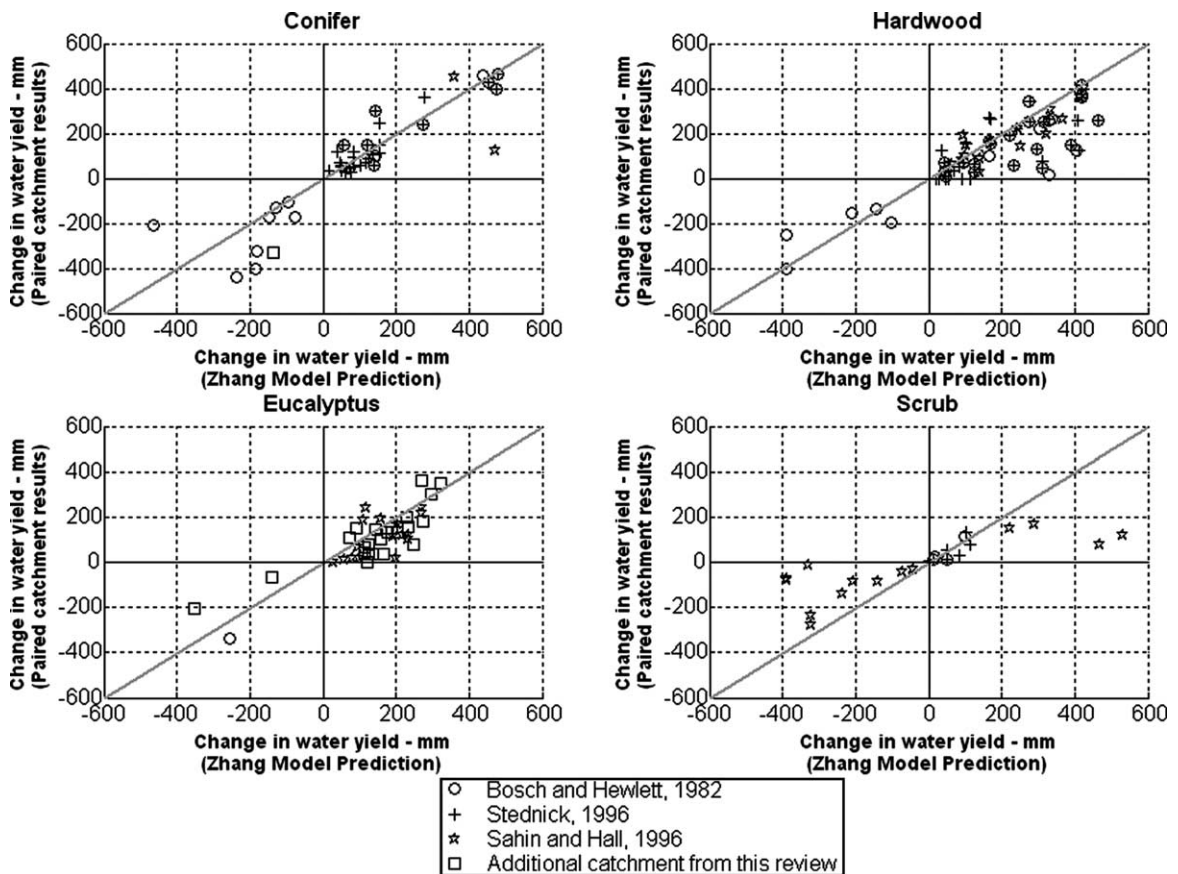 Conifer
600
400
200
0
-200
-400
-600
-600 -400 -200 0 200 400 600
Change in water yield - mm
(Paired catchment results)
Change in water yield - mm
(Zhang Model Prediction)
Hardwood
600
400
200
0
-200
-400
-600
-600 -400 -200 0 200 400 600
Change in water yield - mm
(Paired catchment results)
Change in water yield - mm
(Zhang Model Prediction)
Eucalyptus
600
400
200
0
-200
-400
-600
-600 -400 -200 0 200 400 600
Change in water yield - mm
(Paired catchment results)
Change in water yield - mm
(Zhang Model Prediction)
Scrub
600
400
200
0
-200
-400
-600
-600 -400 -200 0 200 400 600
Change in water yield - mm
(Paired catchment results)
Change in water yield - mm
(Zhang Model Prediction)
Bosch and Hewlett, 1982
Stednick, 1996
Sahin and Hall, 1996
Additional catchment from this review